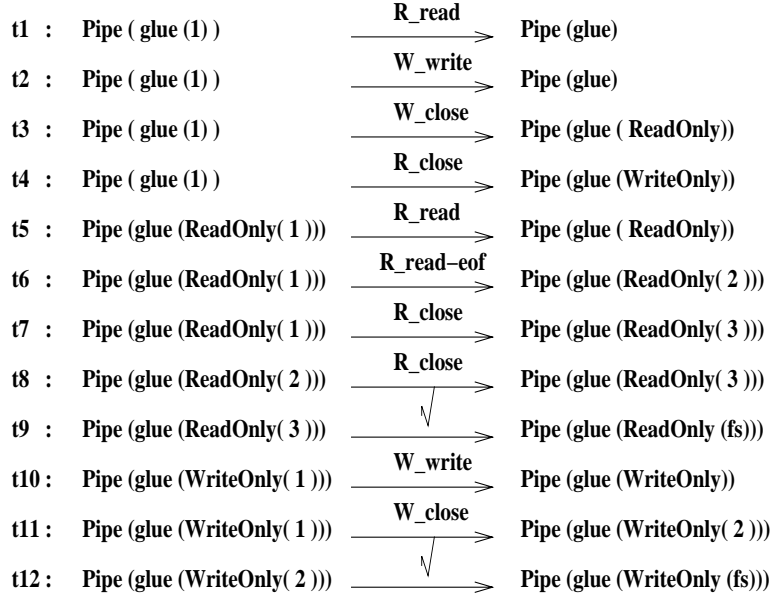 R_read
t1 : Pipe ( glue (1) ) Pipe (glue)
W_write
t2 : Pipe ( glue (1) ) Pipe (glue)
W_close
t3 : Pipe ( glue (1) ) Pipe (glue ( ReadOnly))
R_close
t4 : Pipe ( glue (1) ) Pipe (glue (WriteOnly))
R_read
t5 : Pipe (glue (ReadOnly( 1 ))) Pipe (glue ( ReadOnly))
R_read−eof
t6 : Pipe (glue (ReadOnly( 1 ))) Pipe (glue (ReadOnly( 2 )))
R_close
t7 : Pipe (glue (ReadOnly( 1 ))) Pipe (glue (ReadOnly( 3 )))
R_close
t8 : Pipe (glue (ReadOnly( 2 ))) Pipe (glue (ReadOnly( 3 )))
√
t9 : Pipe (glue (ReadOnly( 3 ))) Pipe (glue (ReadOnly (fs)))
W_write
t10 : Pipe (glue (WriteOnly( 1 ))) Pipe (glue (WriteOnly))
W_close
t11 : Pipe (glue (WriteOnly( 1 ))) Pipe (glue (WriteOnly( 2 )))
√
t12 : Pipe (glue (WriteOnly( 2 ))) Pipe (glue (WriteOnly (fs)))